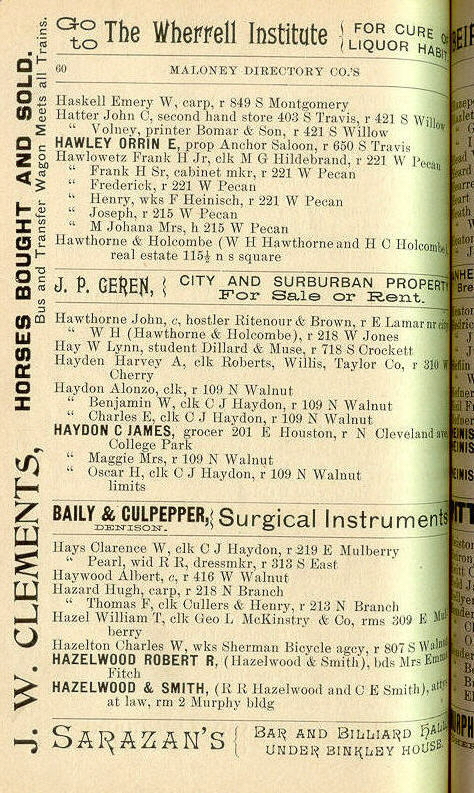 Go to The Wherrell Institute { FOR CURE OF LIQUOR HABIT
60 MALONEY DIRECTORY CO.'S
Haskell Emery W, carp, r 849 S Montgomery
Hatter John C, second hand store 403 S Travis, r 421 S Willow
“ Volney, printer Bomar & Son, r 421 S Willow
HAWLEY ORRIN E, prop Anchor Saloon, r 650 S Travis
Hawlowetz Frank H Jr, clk M G Hildebrand, r 221 W Pecan
“ Frank H Sr, cabinet mkr, r 221 W Pecan
“ Frederick, r 221 W Pecan
“ Henry, wks F Heinisch, r 221 W Pecan
“ Joseph, r 215 W Pecan
“ M Johana Mrs, h 215 W Pecan
Hawthorne & Holcombe (W H Hawthorne and H C Holcombe)
real estate 115½ n s square
J. P. GEREN, { CITY AND SURBURBAN PROPERTY
For Sale or Rent.
Hawthorne John, c, hostler Ritenour & Brown, r E Lamar nr city
“ W H (Hawthorne & Holcombe), r 218 W Jones
Hay W Lynn, student Dillard & Muse, r 718 S Crockett
Hayden Harvey A, clk Roberts, Willis, Taylor Co, r 310 W
Cherry
Haydon Alonzo, clk, r 109 N Walnut
“ Benjamin W, clk C J Haydon, r 109 N Walnut
“ Charles E, clk C J Haydon, r 109 N Walnut
HAYDON C JAMES, grocer 201 E Houston, r N Cleveland ave,
College Park
“ Maggie Mrs, r 109 N Walnut
“ Oscar H, clk C J Haydon, r 109 N Walnut
limits
BAILY & CULPEPPER, { Surgical Instruments
DENISON.
Hays Clarence W, clk C J Haydon, r 219 E Mulberry
“ Pearl, wid R R, dressmkr, r 313 S East
Haywood Albert, c, r 416 W Walnut
Hazard Hugh, carp, r 218 N Branch
“ Thomas F, clk Cullers & Henry, r 213 N Branch
Hazel William T, clk Geo L McKinstry & Co, rms 309 E Mul
berry
Hazelton Charles W, wks Sherman Bicycle agcy, r 807 S Walnut
HAZELWOOD ROBERT R, (Hazelwood & Smith), bds Mrs Emma
Fitch
HAZELWOOD & SMITH, (R R Hazelwood and C E Smith), attys
at law, rm 2 Murphy bldg
SARAZAN'S { BAR AND BILLIARD HALL
UNDER BINKLEY HOUSE.
J. W. CLEMENTS, HORSES BOUGHT AND SOLD.
Bus and Transfer Wagon Meets all Trains.